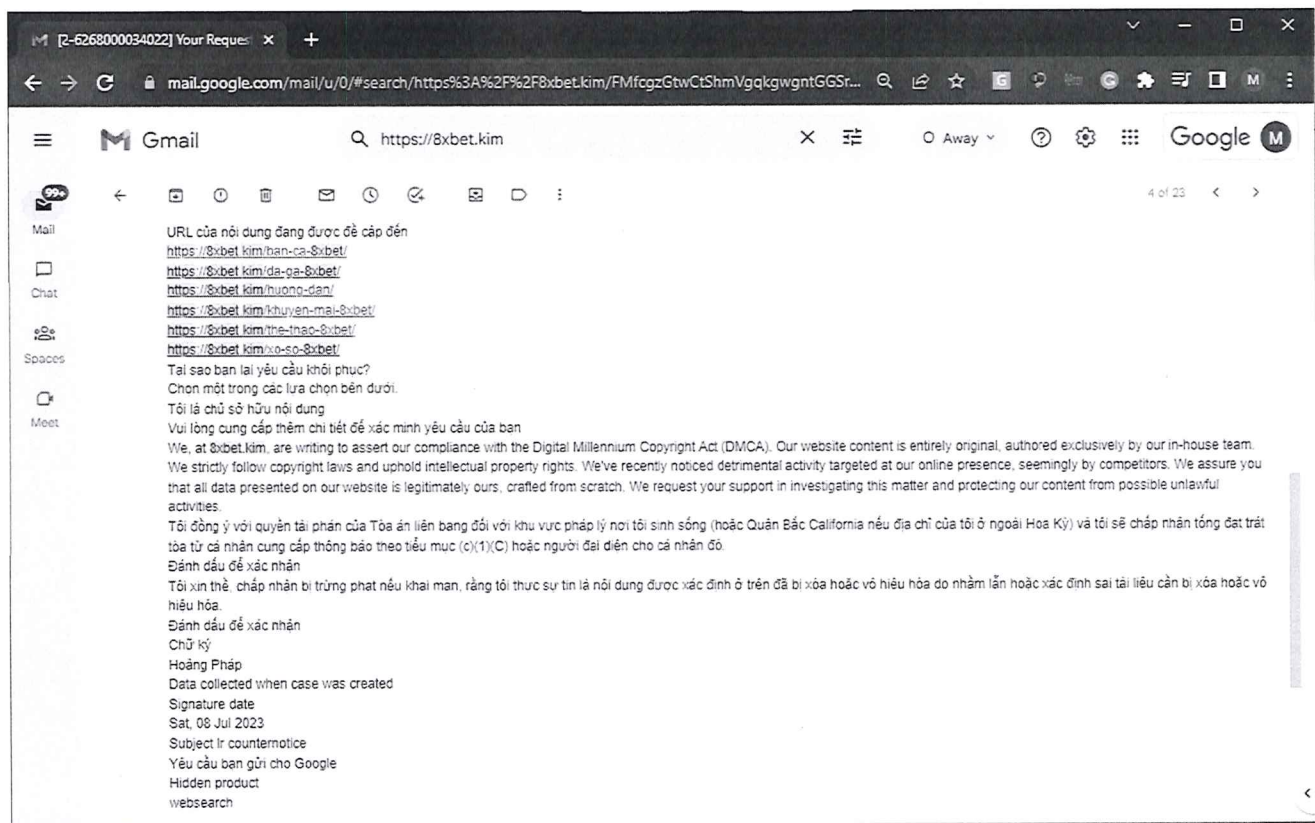 [2-6268000034022] Your Reques
mail.google.com/mail/u/0/#search/https%3A%2F%2F8xbet.kim/FMfcgzGtwCtShmVgqkgwgntGGSr...
Gmail
https://8xbet.kim
Away
Google
M
99+
4 of 23
Mail
Chat
Spaces
Meet
URL của nội dung đang được đề cập đến
https://8xbet.kim/ban-ca-8xbet/
https://8xbet.kim/da-ga-8xbet/
https://8xbet.kim/huong-dan/
https://8xbet.kim/khuyen-mai-8xbet/
https://8xbet.kim/the-thao-8xbet/
https://8xbet.kim/xo-so-8xbet/
Tại sao bạn lại yêu cầu khôi phục?
Chọn một trong các lựa chọn bên dưới.
Tôi là chủ sở hữu nội dung
Vui lòng cung cấp thêm chi tiết để xác minh yêu cầu của bạn
We, at 8xbet.kim, are writing to assert our compliance with the Digital Millennium Copyright Act (DMCA). Our website content is entirely original, authored exclusively by our in-house team.
We strictly follow copyright laws and uphold intellectual property rights. We've recently noticed detrimental activity targeted at our online presence, seemingly by competitors. We assure you
that all data presented on our website is legitimately ours, crafted from scratch. We request your support in investigating this matter and protecting our content from possible unlawful
activities.
Tôi đồng ý với quyền tài phán của Tòa án liên bang đối với khu vực pháp lý nơi tôi sinh sống (hoặc Quận Bắc California nếu địa chỉ của tôi ở ngoài Hoa Kỳ) và tôi sẽ chấp nhận tống đạt trát
tòa từ cá nhân cung cấp thông báo theo tiểu mục (c)(1)(C) hoặc người đại diện cho cá nhân đó.
Đánh dấu để xác nhận
Tôi xin thề, chấp nhận bị trừng phạt nếu khai man, rằng tôi thực sự tin là nội dung được xác định ở trên đã bị xóa hoặc vô hiệu hóa do nhầm lẫn hoặc xác định sai tài liệu cần bị xóa hoặc vô
hiệu hóa.
Đánh dấu để xác nhận
Chữ ký
Hoàng Pháp
Data collected when case was created
Signature date
Sat, 08 Jul 2023
Subject lr counternotice
Yêu cầu bạn gửi cho Google
Hidden product
websearch